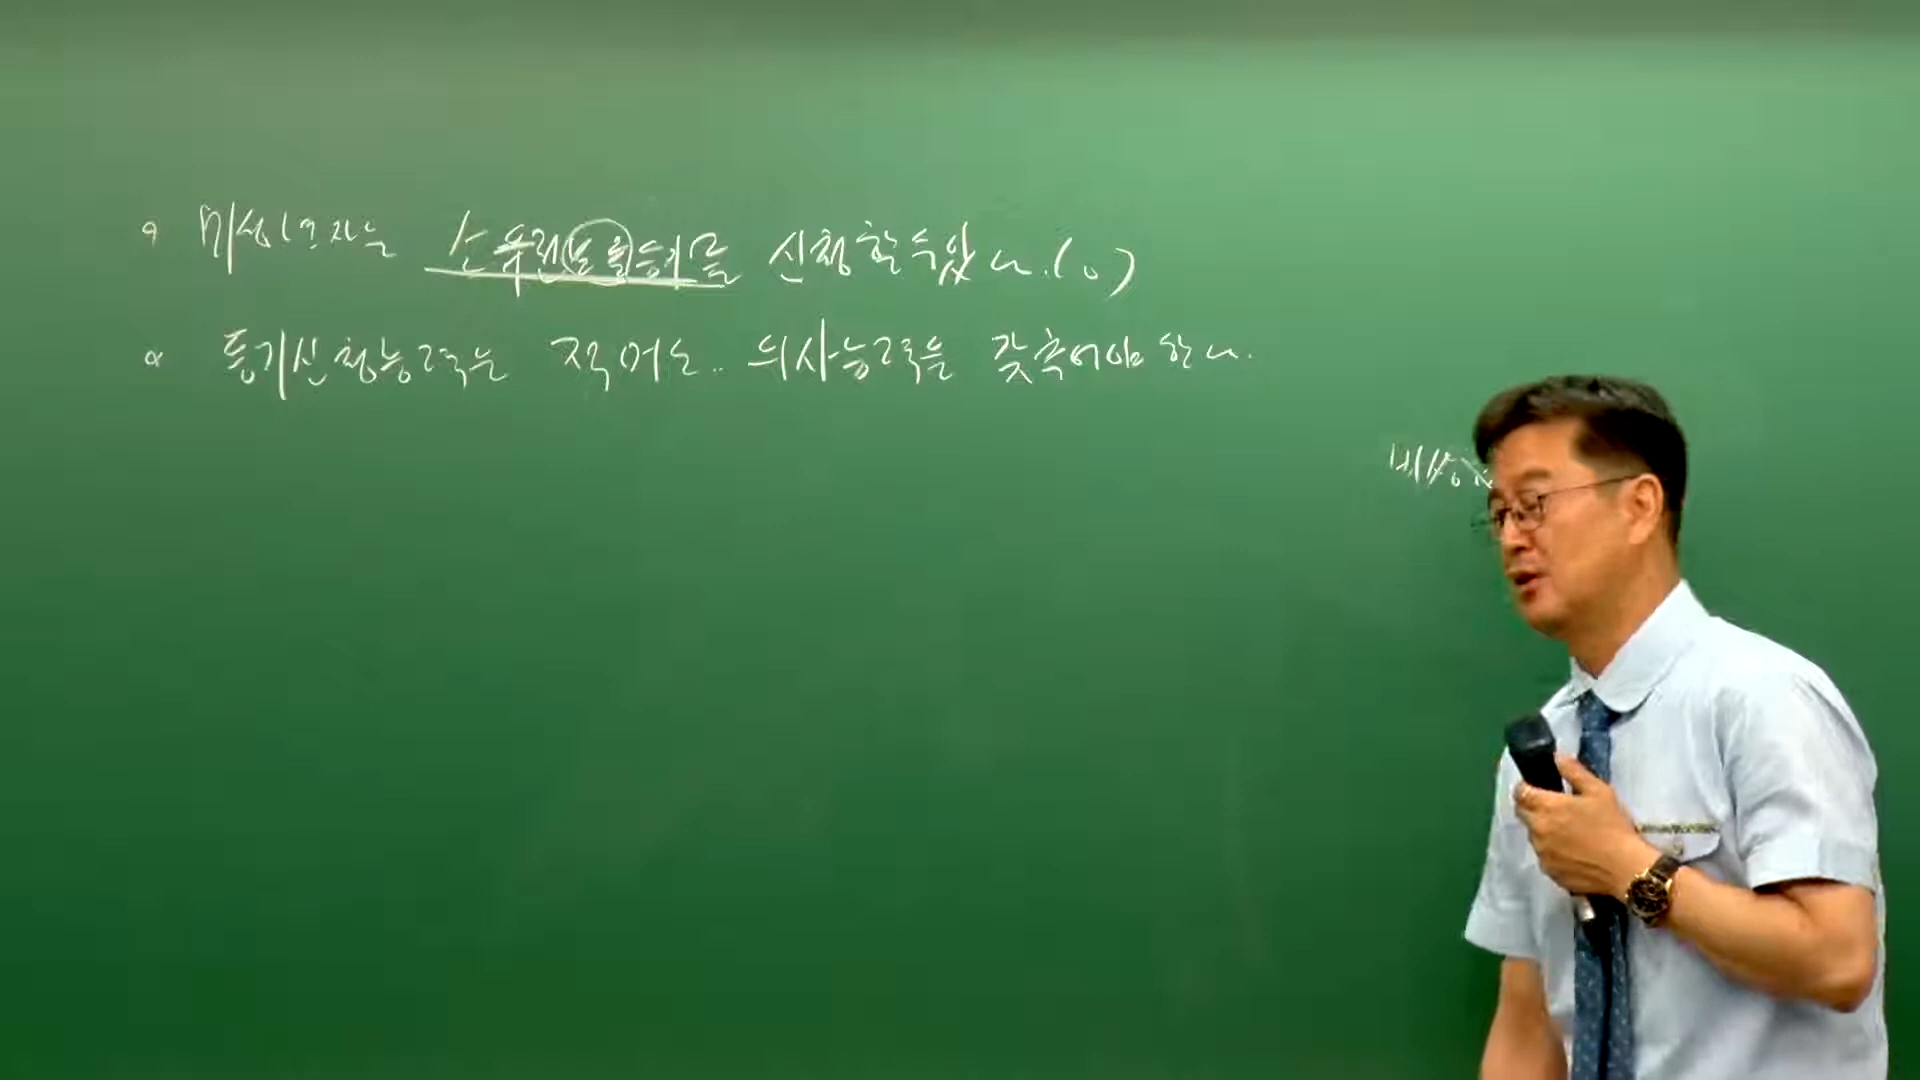 미성년자는 소유권보존등기를 신청할 수 있다. (o)
등기신청능력은 적어도.. 의사능력을 갖추어야 한다.